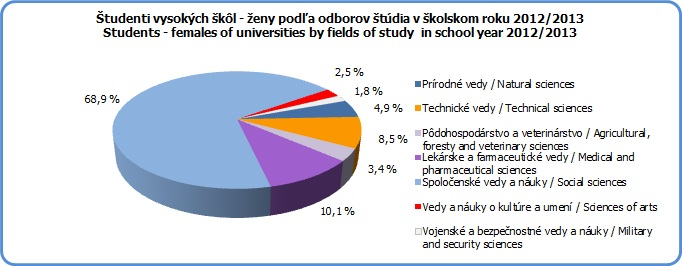 Študenti vysokých škôl - ženy podľa odborov štúdia v školskom roku 2012/2013
Students - females of universities by fields of study in school year 2012/2013
2,5 %
1,8 %
68,9 %
4,9 %
8,5 %
3,4 %
10,1 %
Prírodné vedy / Natural sciences
Technické vedy / Technical sciences
Pôdohospodárstvo a veterinárstvo / Agricultural,
foresty and veterinary sciences
Lekárske a farmaceutické vedy / Medical and
pharmaceutical sciences
Spoločenské vedy a náuky / Social sciences
Vedy a náuky o kultúre a umení / Sciences of arts
Vojenské a bezpečnostné vedy a náuky / Military
and security sciences